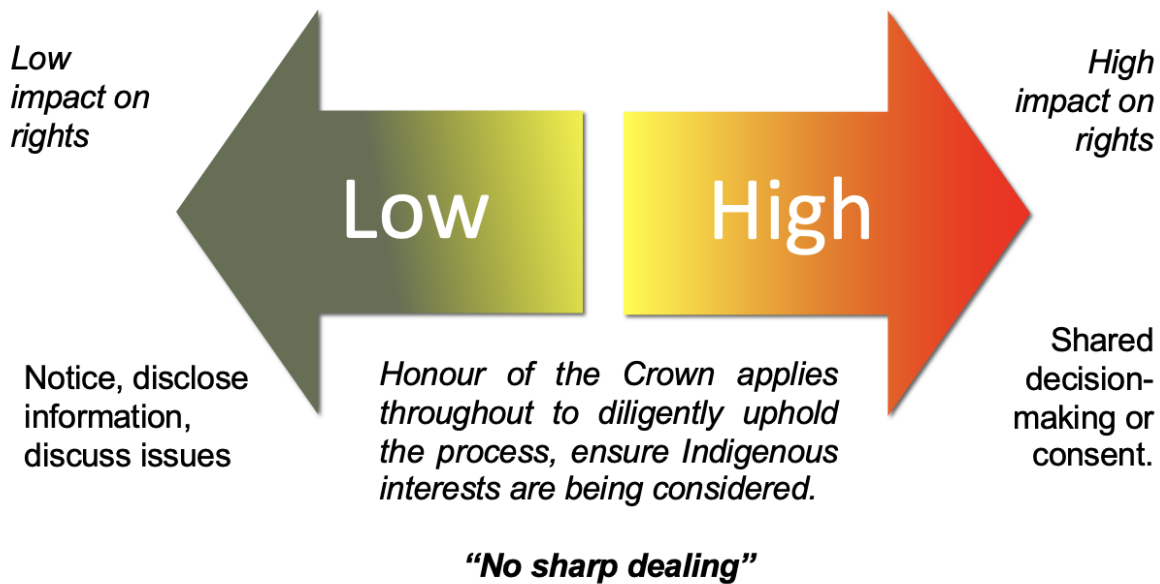 Low
impact on
rights
High
impact on
rights
Low
High
Notice, disclose
information,
discuss issues
Honour of the Crown applies
throughout to diligently uphold
the process, ensure Indigenous
interests are being considered.
Shared
decision-
making or
consent.
“No sharp dealing”